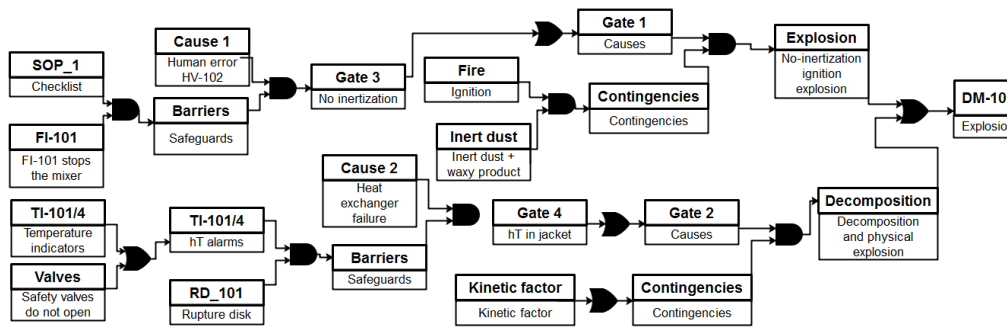 Gate 1
Causes
Cause 1
Human error
HV-102
Explosion
No-inertization
ignition
explosion
SOP_1
Checklist
Gate 3
No inertization
Fire
Ignition
Barriers
Safeguards
Contingencies
Contingencies
DM-10
Explosio
FI-101
FI-101 stops
the mixer
Inert dust
Inert dust +
waxy product
Cause 2
Heat
exchanger
failure
TI-101/4
Temperature
indicators
TI-101/4
hT alarms
Gate 4
hT in jacket
Gate 2
Causes
Decomposition
Decomposition
and physical
explosion
Valves
Safety valves
do not open
Barriers
Safeguards
RD_101
Rupture disk
Kinetic factor
Kinetic factor
Contingencies
Contingencies